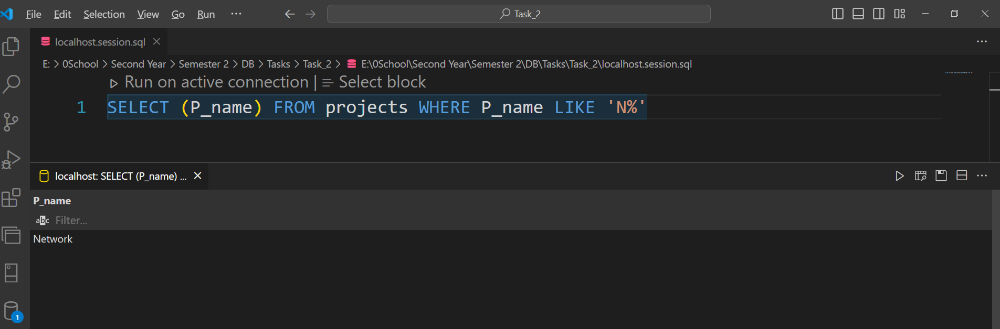 File Edit Selection View Go Run ··· Task_2
localhost.session.sql
E: > 0School > Second Year > Semester 2 > DB > Tasks > Task_2 > E:\0School\Second Year\Semester 2\DB\Tasks\Task_2\localhost.session.sql
Run on active connection | Select block
1 SELECT (P_name) FROM projects WHERE P_name LIKE 'N%'
localhost: SELECT (P_name) ...
P_name
abc Filter...
Network
1